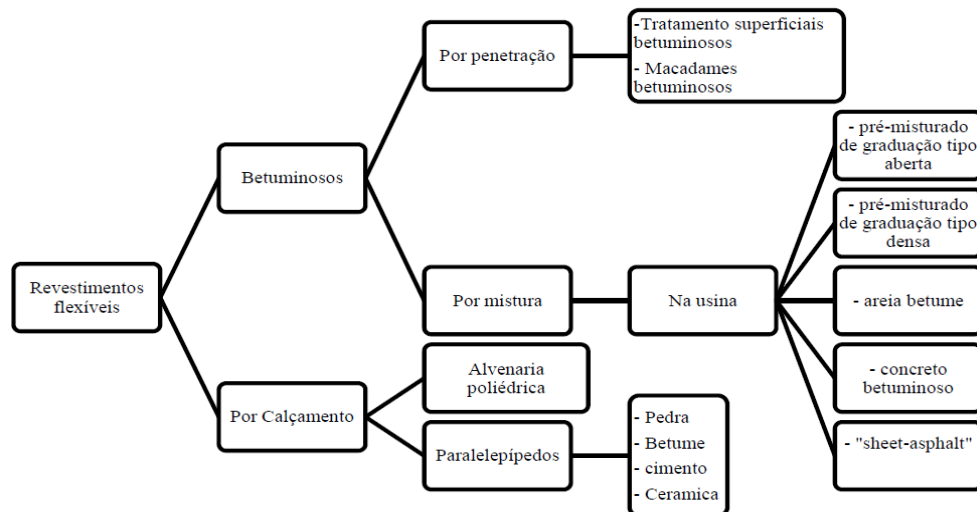 Revestimentos
flexíveis
Betuminosos
Por penetração
-Tratamento superficiais
betuminosos
- Macadames
betuminosos
Por mistura
Na usina
- pré-misturado
de graduação tipo
aberta
- pré-misturado
de graduação tipo
densa
- areia betume
- concreto
betuminoso
- "sheet-asphalt"
Por Calçamento
Alvenaria
poliédrica
Paralelepípedos
- Pedra
- Betume
- cimento
- Ceramica